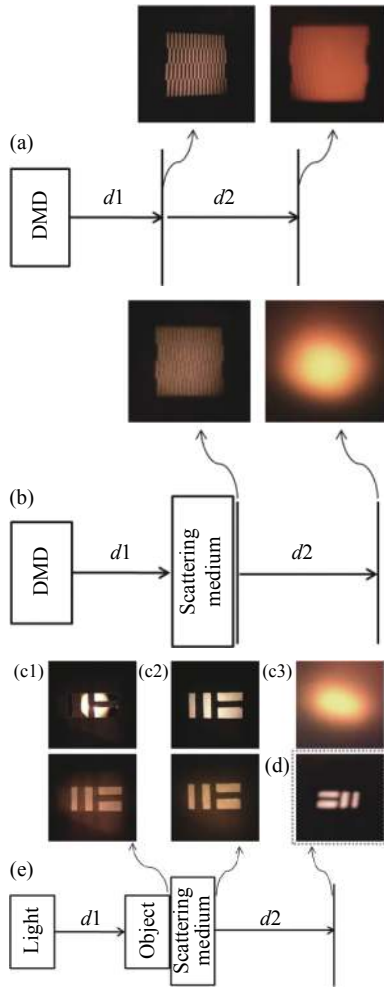 (a)
DMD
d1
d2
(b)
DMD
d1
Scattering
medium
d2
(c1)
(c2)
(c3)
(d)
(e)
Light
d1
Object
Scattering
medium
d2